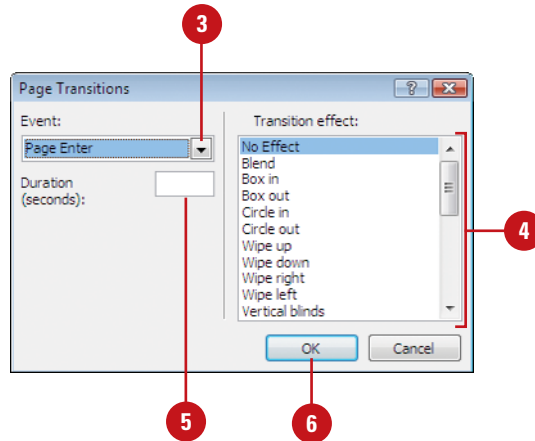 3
Page Transitions
Event:
Page Enter
Duration
(seconds):
Transition effect:
No Effect
Blend
Box in
Box out
Circle in
Circle out
Wipe up
Wipe down
Wipe right
Wipe left
Vertical blinds
4
OK
Cancel
5
6